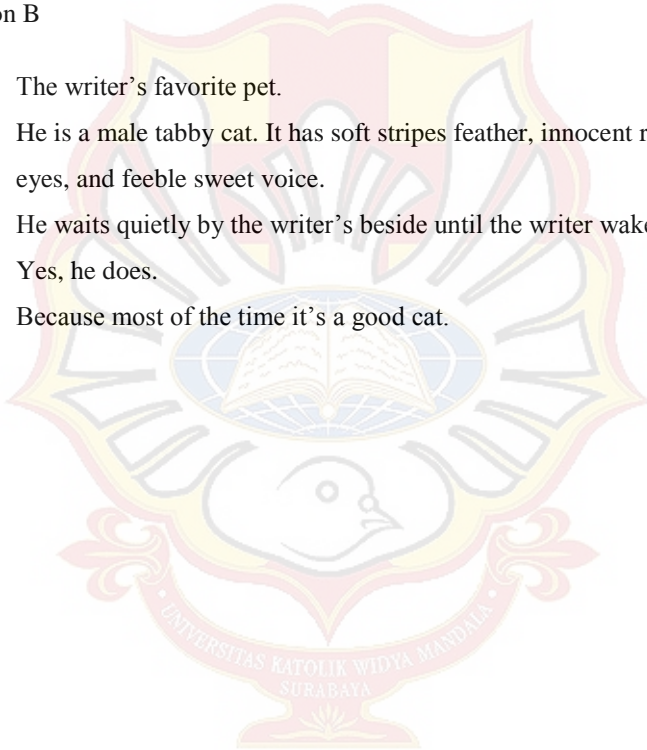 on B
The writer's favorite pet.
He is a male tabby cat. It has soft stripes feather, innocent
eyes, and feeble sweet voice.
He waits quietly by the writer's beside until the writer
Yes, he does.
Because most of the time it's a good cat.
UNIVERSITAS KATOLIK WIDYA MANDALA
SURABAYA